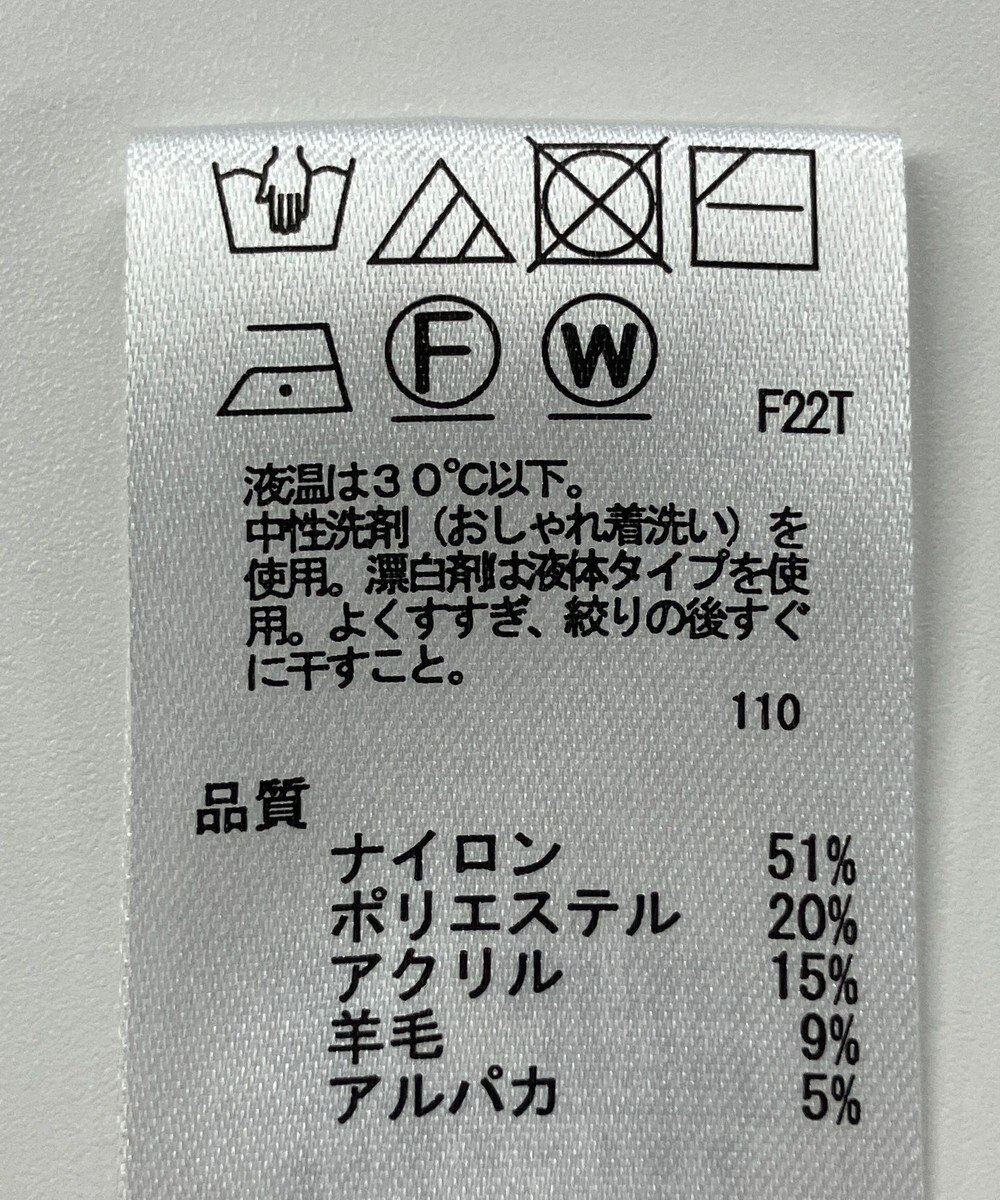 F W
F22T
液温は30℃以下。
中性洗剤（おしゃれ着洗い）を
使用。漂白剤は液体タイプを使
用。よくすすぎ、絞りの後すぐ
に干すこと。
110
品質
ナイロン 51%
ポリエステル 20%
アクリル 15%
羊毛 9%
アルパカ 5%